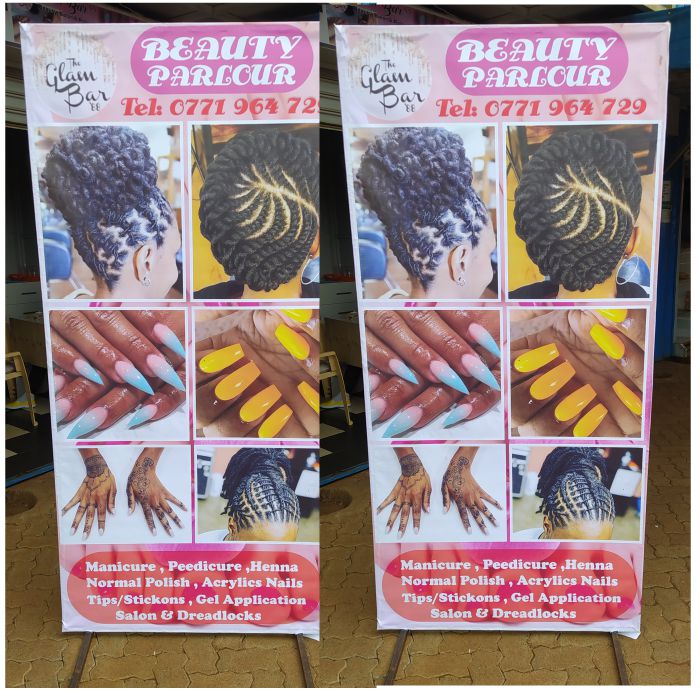 The
Glam
Bar
BEAUTY
PARLOUR
Tel: 0771 964 72
Manicure , Peedicure ,Henna
Normal Polish , Acrylics Nails
Tips/Stickons , Gel Application
Salon & Dreadlocks
The
Glam
Bar
BEAUTY
PARLOUR
Tel: 0771 964 729
Manicure , Peedicure ,Henna
Normal Polish , Acrylics Nails
Tips/Stickons , Gel Application
Salon & Dreadlocks